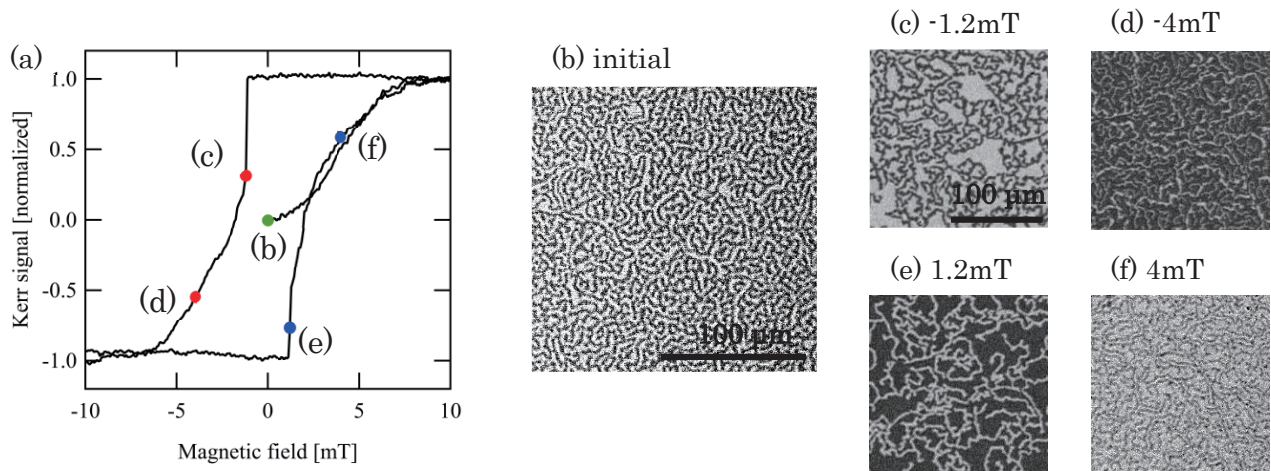 (a)
Kerr signal [normalized]
1.0
0.5
0.0
-0.5
-1.0
-10
-5
0
5
10
Magnetic field [mT]
(b)
(c)
(d)
(e)
(f)
(b) initial
100 μm
(c) -1.2mT
100 μm
(d) -4mT
(e) 1.2mT
(f) 4mT